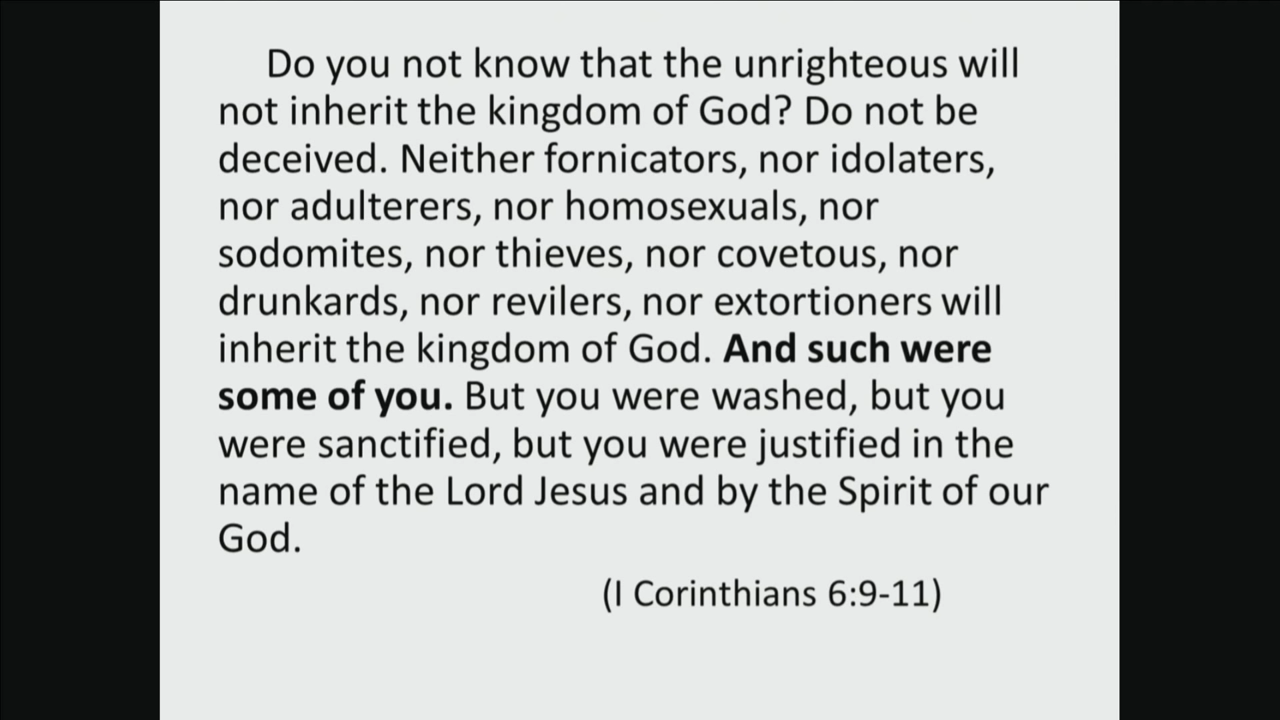 Do you not know that the unrighteous will
not inherit the kingdom of God? Do not be
deceived. Neither fornicators, nor idolaters,
nor adulterers, nor homosexuals, nor
sodomites, nor thieves, nor covetous, nor
drunkards, nor revilers, nor extortioners will
inherit the kingdom of God. And such were
some of you. But you were washed, but you
were sanctified, but you were justified in the
name of the Lord Jesus and by the Spirit of our
God.
(I Corinthians 6:9-11)